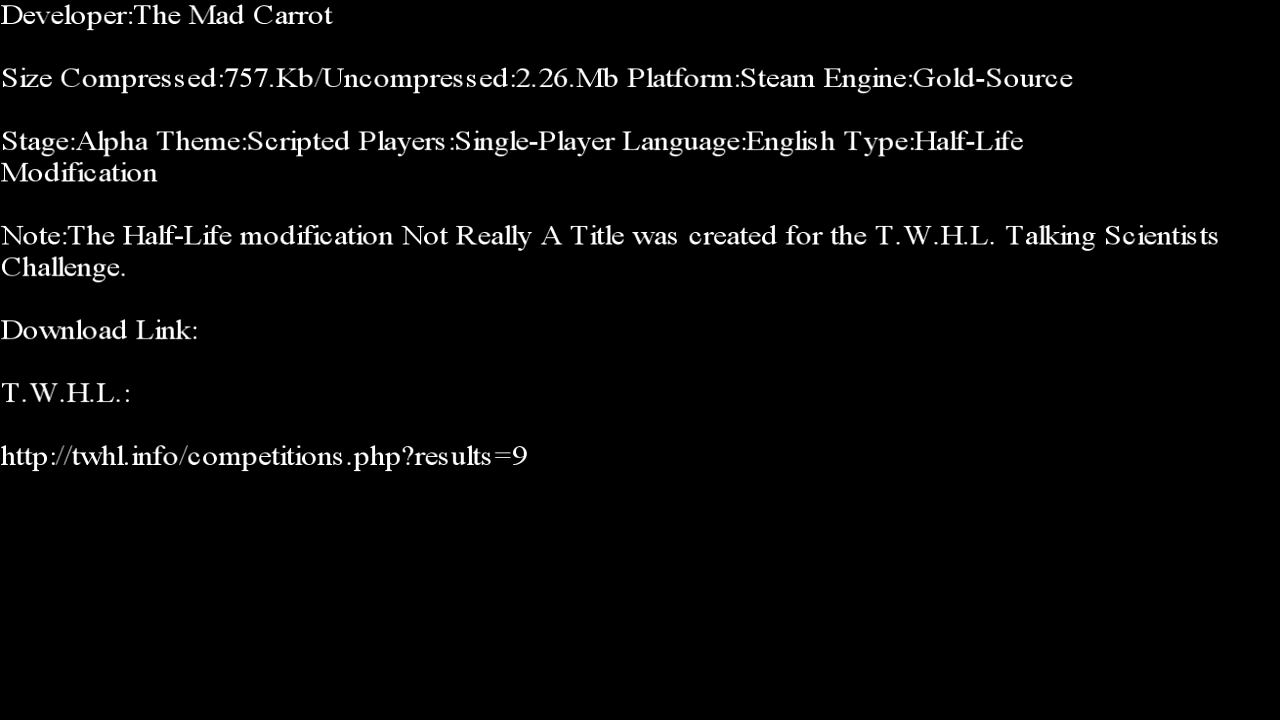 Developer:The Mad Carrot
Size Compressed:757.Kb/Uncompressed:2.26.Mb Platform:Steam Engine:Gold-Source
Stage:Alpha Theme:Scripted Players:Single-Player Language:English Type:Half-Life
Modification
Note:The Half-Life modification Not Really A Title was created for the T.W.H.L. Talking Scientists
Challenge.
Download Link:
T.W.H.L.:
http://twhl.info/competitions.php?results=9